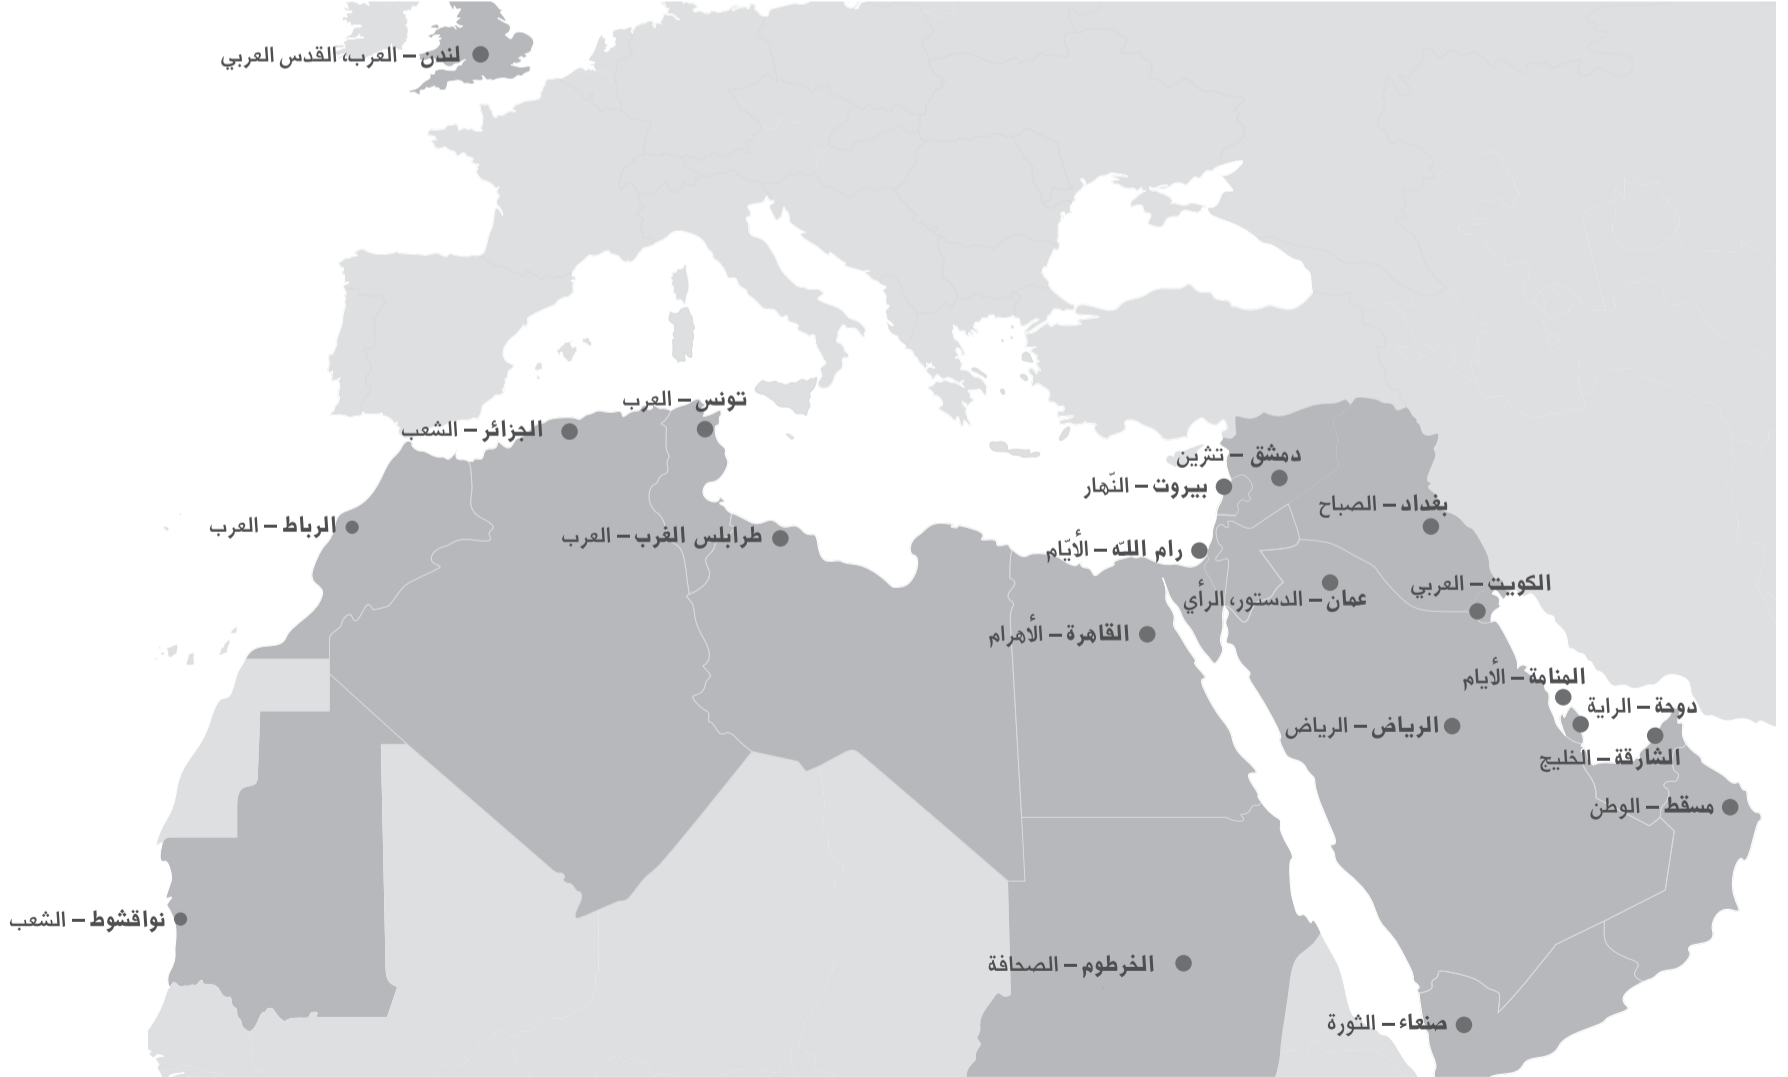 لندن – العرب، القدس العربي
تونس – العرب
الجزائر – الشعب
دمشق – تشرين
بيروت – النّهار
بغداد – الصباح
الرباط – العرب
طرابلس الغرب – العرب
رام اللّه – الأيّام
الكويت – العربي
عمان – الدستور، الرأي
القاهرة – الأهرام
المنامة – الأيام
دوحة – الراية
الرياض – الرياض
الشارقة – الخليج
مسقط – الوطن
نواقشوط – الشعب
الخرطوم – الصحافة
صنعاء – الثورة